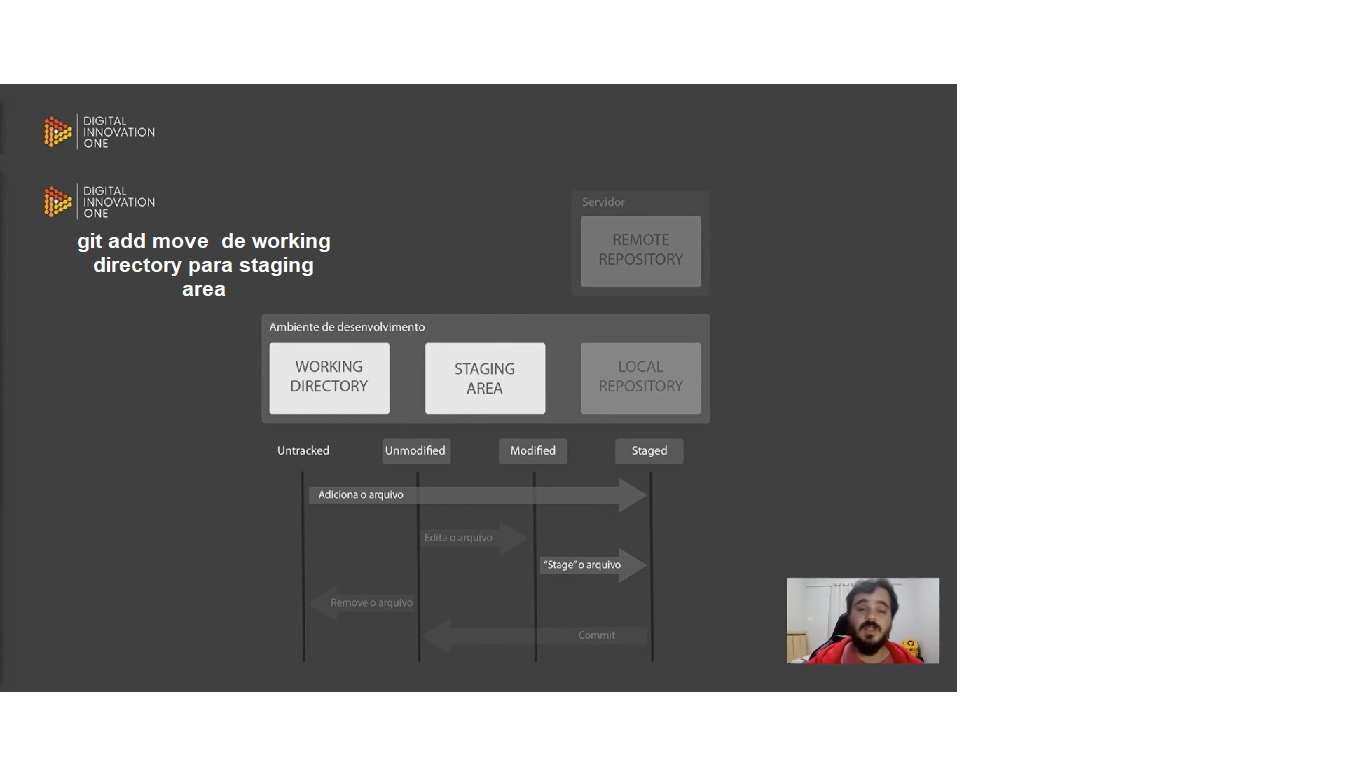 DIGITAL
INNOVATION
ONE
DIGITAL
INNOVATION
ONE
git add move  de working
directory para staging
area
Servidor
REMOTE
REPOSITORY
Ambiente de desenvolvimento
WORKING
DIRECTORY
STAGING
AREA
LOCAL
REPOSITORY
Untracked
Unmodified
Modified
Staged
Adiciona o arquivo
Edita o arquivo
"Stage" o arquivo
Remove o arquivo
Commit